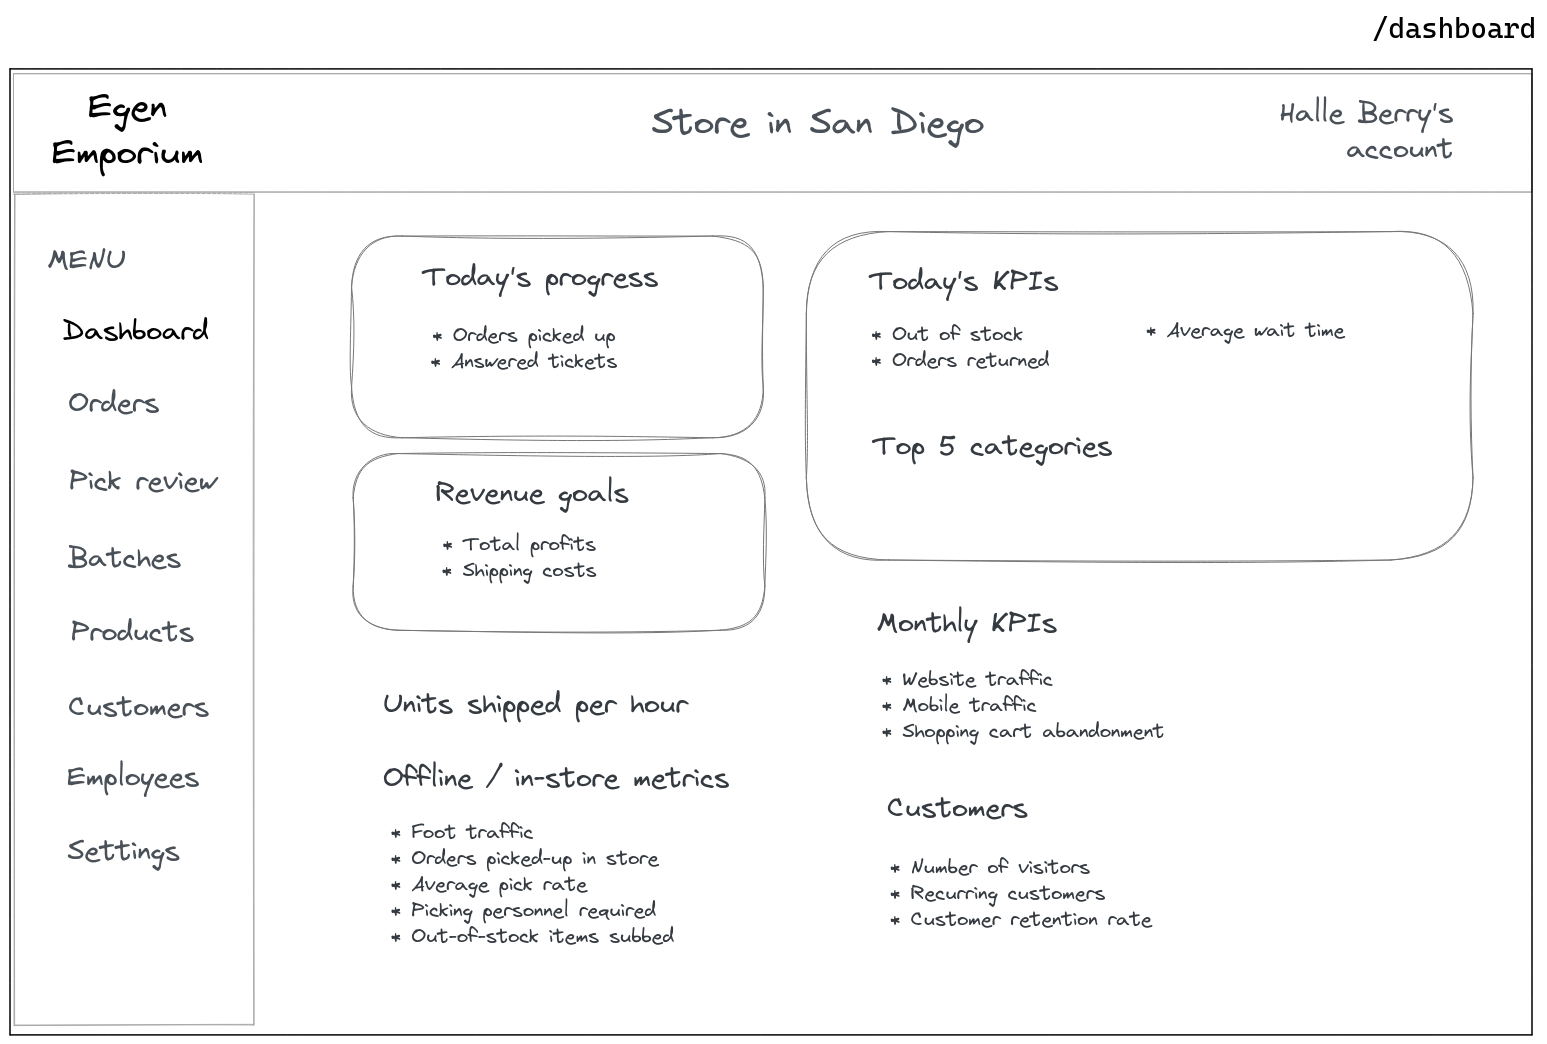 /dashboard
Egen
Emporium
Store in San Diego
Halle Berry's
account
MENU
Dashboard
Orders
Pick review
Batches
Products
Customers
Employees
Settings
Today's progress
* Orders picked up
* Answered tickets
Revenue goals
* Total profits
* Shipping costs
Units shipped per hour
Offline / in-store metrics
* Foot traffic
* Orders picked-up in store
* Average pick rate
* Picking personnel required
* Out-of-stock items subbed
Today's KPIs
* Out of stock
* Orders returned
* Average wait time
Top 5 categories
Monthly KPIs
* Website traffic
* Mobile traffic
* Shopping cart abandonment
Customers
* Number of visitors
* Recurring customers
* Customer retention rate